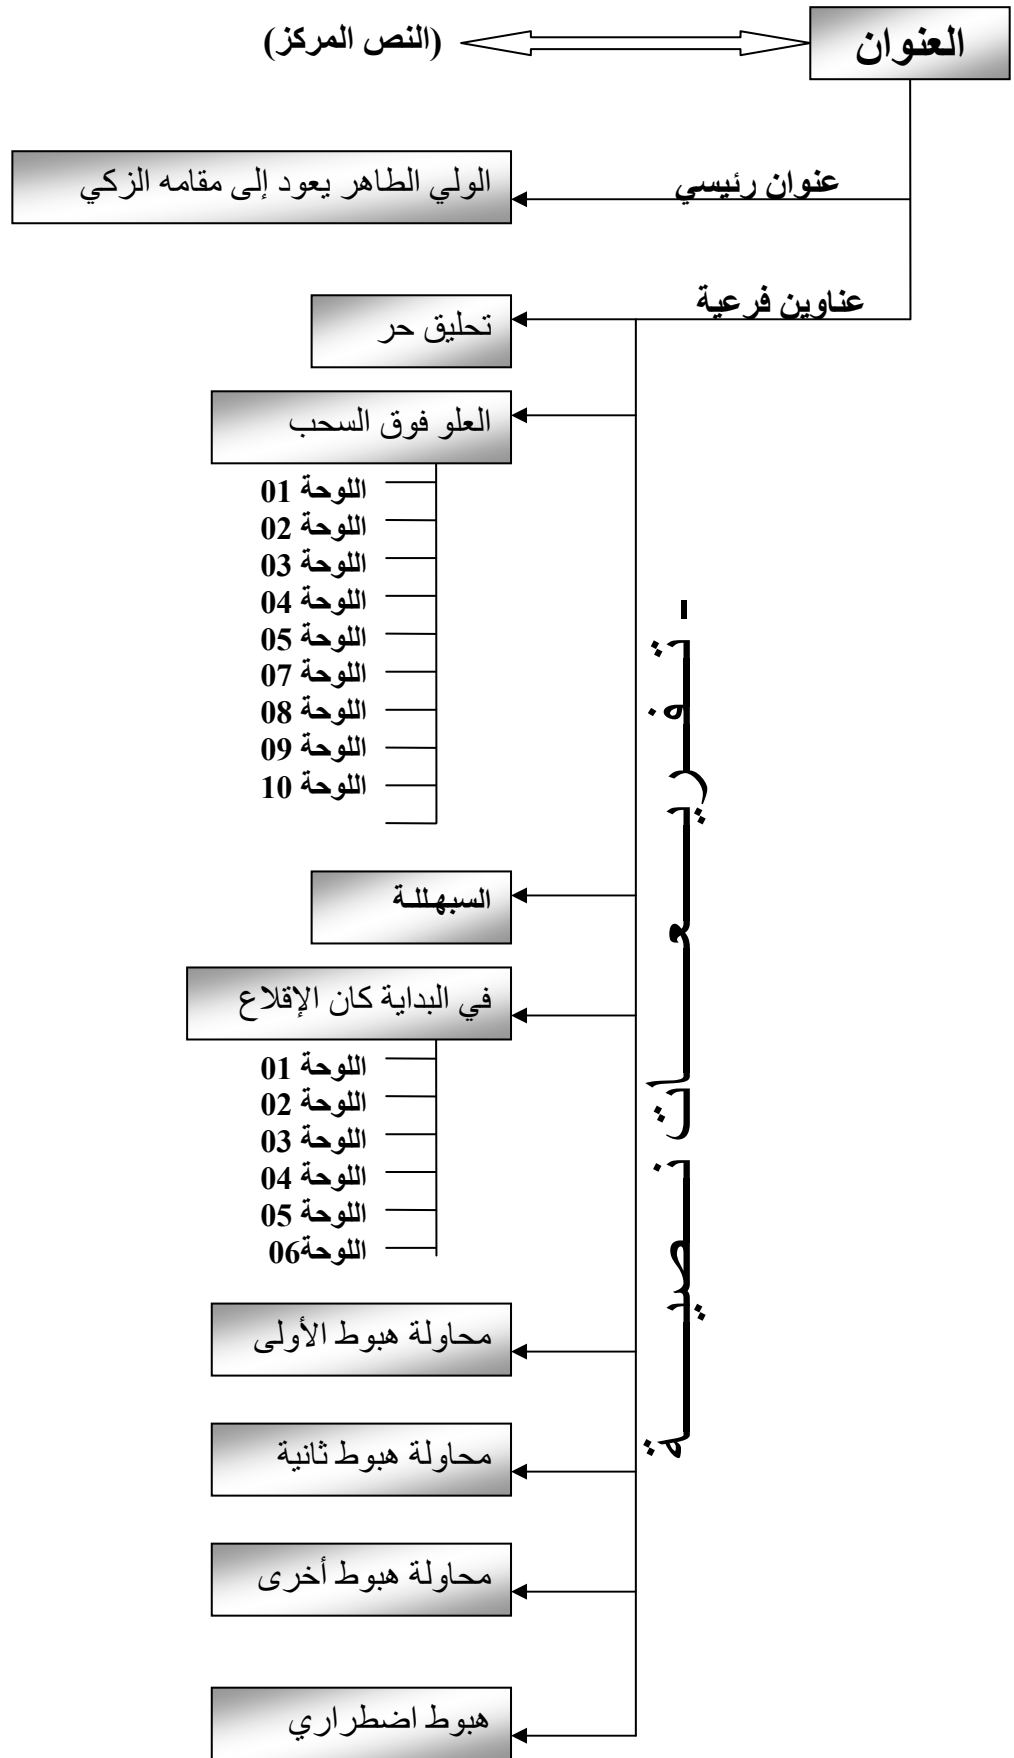 العنوان
(النص المركز)
عنوان رئيسي
الولي الطاهر يعود إلى مقامه الزكي
عناوين فرعية
تحليق حر
العلو فوق السحب
اللوحة 01
اللوحة 02
اللوحة 03
اللوحة 04
اللوحة 05
اللوحة 07
اللوحة 08
اللوحة 09
اللوحة 10
- تـفـريـعـات نـصيـة
السبهللة
في البداية كان الإقلاع
اللوحة 01
اللوحة 02
اللوحة 03
اللوحة 04
اللوحة 05
اللوحة06
محاولة هبوط الأولى
محاولة هبوط ثانية
محاولة هبوط أخرى
هبوط اضطراري